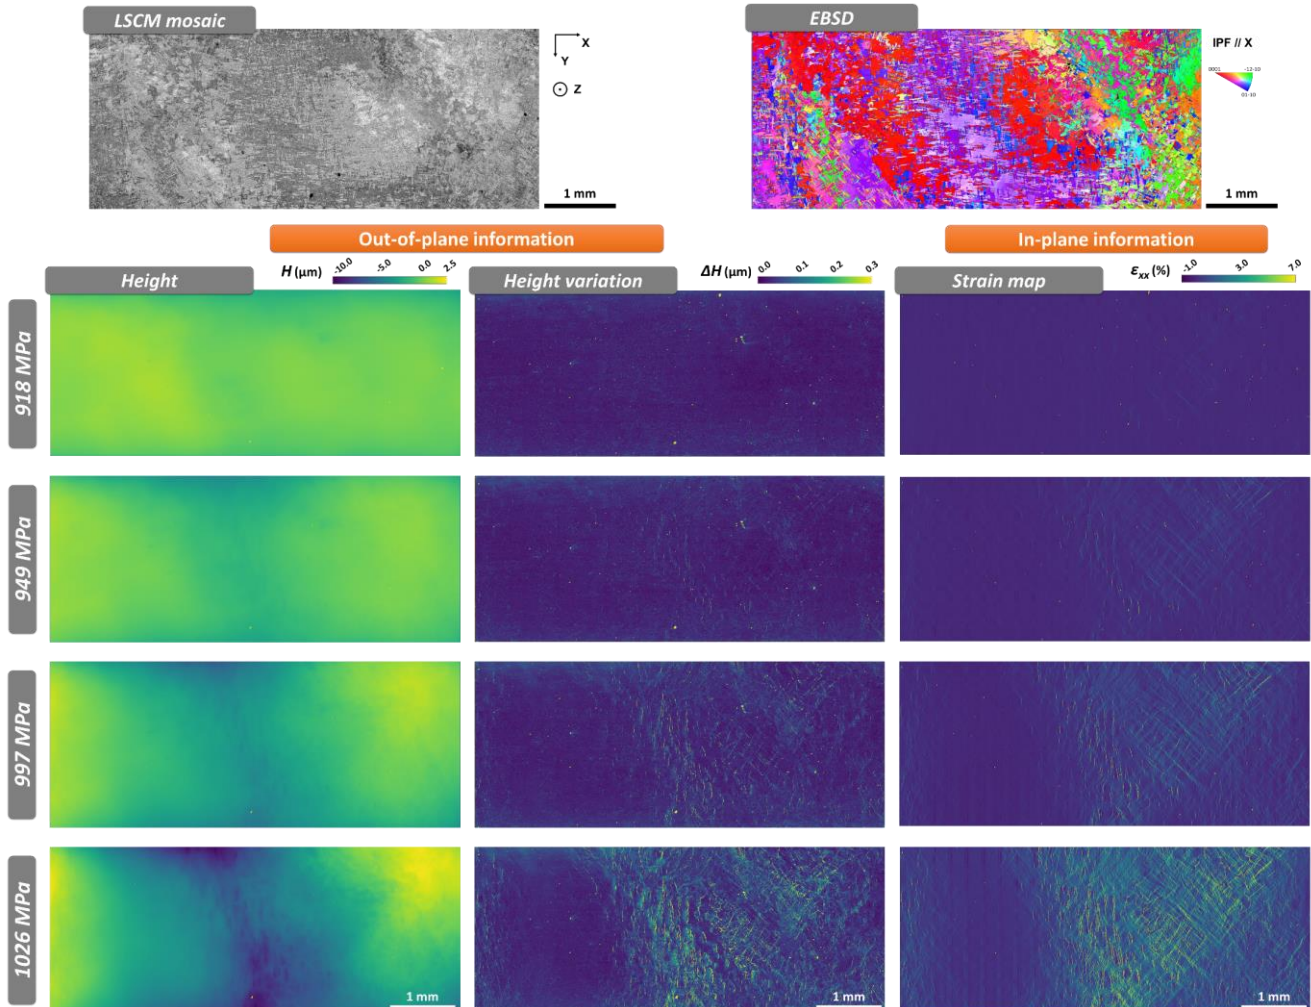 LSCM mosaic
X
Y
Z
1 mm
EBSD
IPF // X
0001
-12-10
01-10
1 mm
Out-of-plane information
In-plane information
Height
H (μm)
-10.0 -5.0 0.0 2.5
Height variation
ΔH (μm)
0.0 0.1 0.2 0.3
Strain map
εxx (%)
-1.0 3.0 7.0
918 MPa
949 MPa
997 MPa
1026 MPa
1 mm
1 mm
1 mm